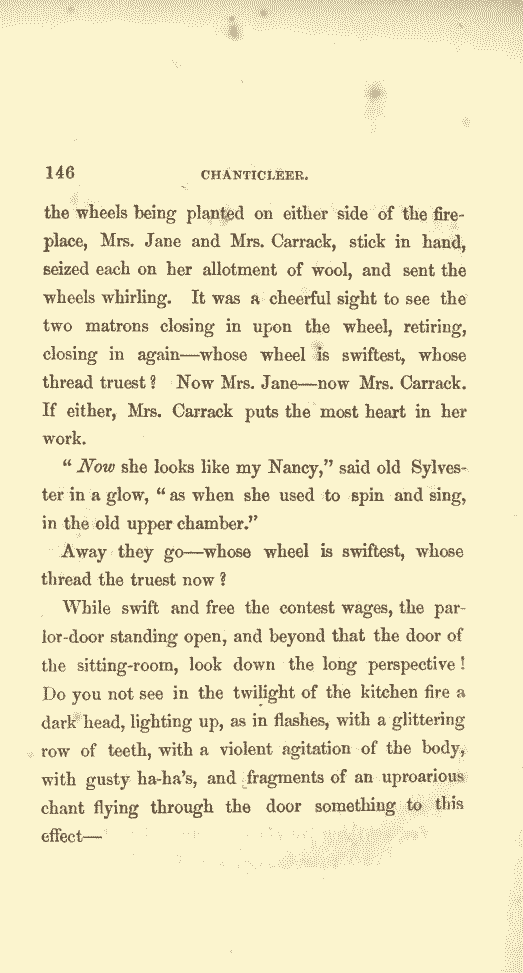 146 CHANTICLEER.
the wheels being planted on either side of the fire-
place, Mrs. Jane and Mrs. Carrack, stick in hand,
seized each on her allotment of wool, and sent the
wheels whirling. It was a cheerful sight to see the
two matrons closing in upon the wheel, retiring,
closing in again—whose wheel is swiftest, whose
thread truest? Now Mrs. Jane—now Mrs. Carrack.
If either, Mrs. Carrack puts the most heart in her
work.
“Now she looks like my Nancy,” said old Sylves-
ter in a glow, “as when she used to spin and sing,
in the old upper chamber.”
Away they go—whose wheel is swiftest, whose
thread the truest now?
While swift and free the contest wages, the par-
lor-door standing open, and beyond that the door of
the sitting-room, look down the long perspective!
Do you not see in the twilight of the kitchen fire a
dark head, lighting up, as in flashes, with a glittering
row of teeth, with a violent agitation of the body,
with gusty ha-ha’s, and fragments of an uproarious
chant flying through the door something to this
effect—